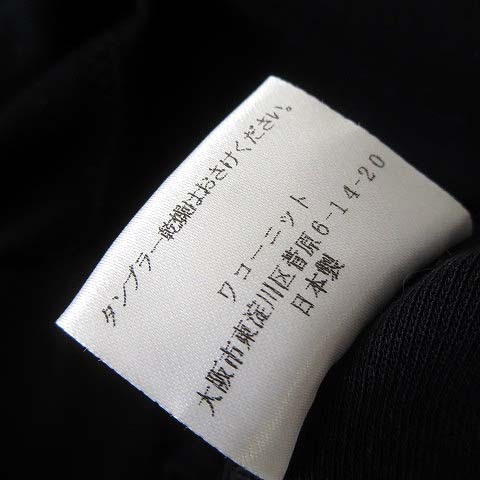 タンブラー乾燥はおさけください。
ワコーニット
大阪市東淀川区菅原6-14-20
日本製